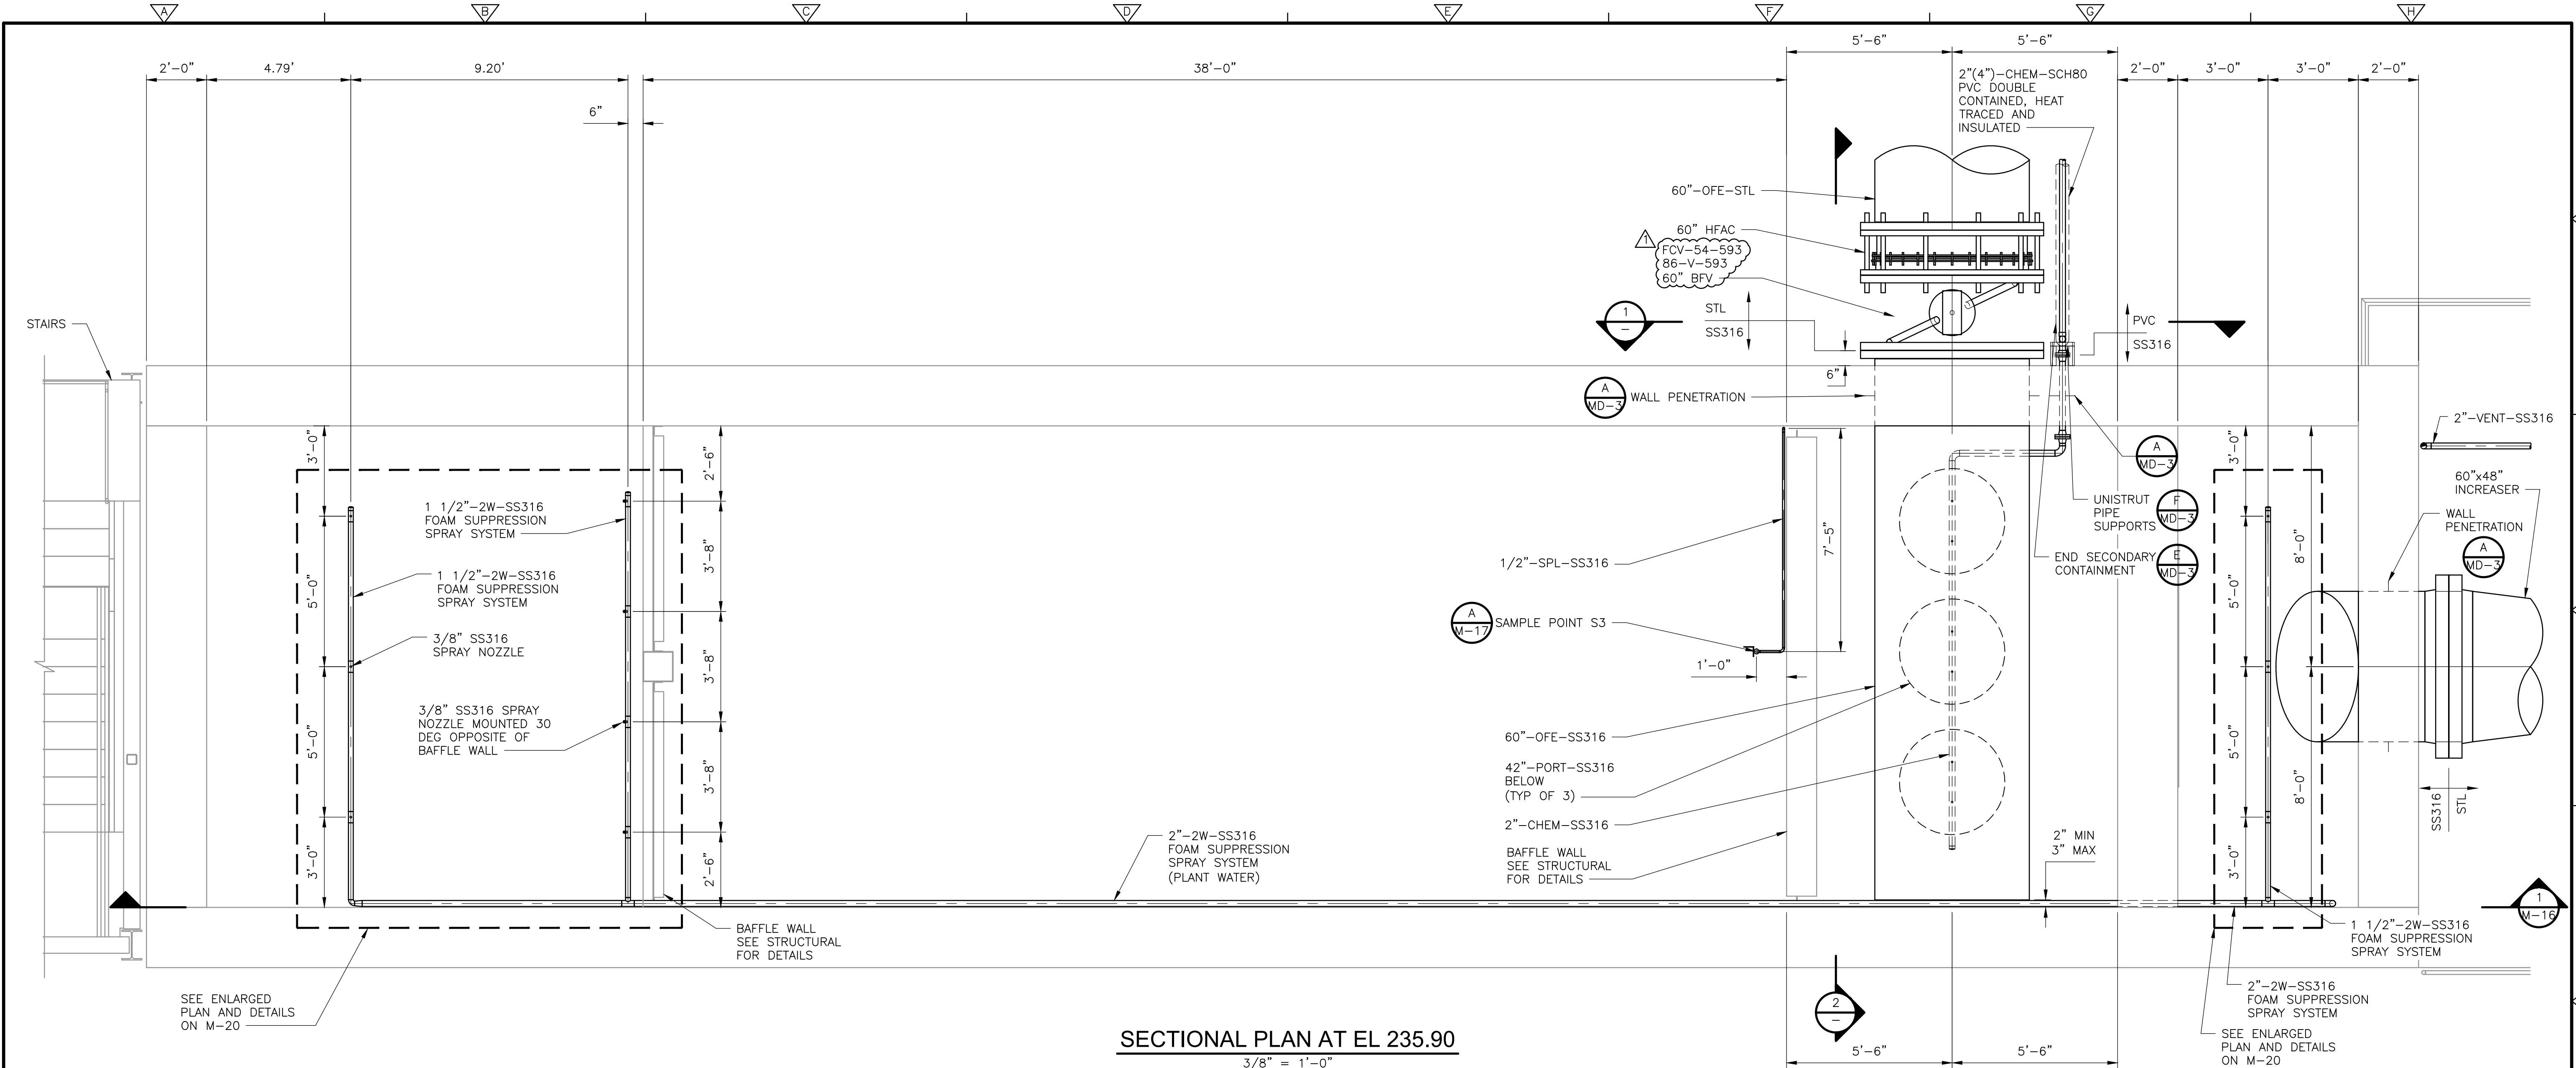 A
B
C
D
E
F
G
H
2'-0"
4.79'
9.20'
6"
38'-0"
5'-6"
5'-6"
2'-0"
3'-0"
3'-0"
2'-0"
2"(4")-CHEM-SCH80
PVC DOUBLE
CONTAINED, HEAT
TRACED AND
INSULATED
60"-OFE-STL
60" HFAC
1
FCV-54-593
86-V-593
60" BFV
1
-
STL
SS316
PVC
SS316
6"
A
MD-3
WALL PENETRATION
STAIRS
3'-0"
5'-0"
5'-0"
3'-0"
1 1/2"-2W-SS316
FOAM SUPPRESSION
SPRAY SYSTEM
1 1/2"-2W-SS316
FOAM SUPPRESSION
SPRAY SYSTEM
3/8" SS316
SPRAY NOZZLE
3/8" SS316 SPRAY
NOZZLE MOUNTED 30
DEG OPPOSITE OF
BAFFLE WALL
2'-6"
3'-8"
3'-8"
3'-8"
2'-6"
BAFFLE WALL
SEE STRUCTURAL
FOR DETAILS
2"-2W-SS316
FOAM SUPPRESSION
SPRAY SYSTEM
(PLANT WATER)
1/2"-SPL-SS316
7'-5"
A
M-17
SAMPLE POINT S3
1'-0"
60"-OFE-SS316
42"-PORT-SS316
BELOW
(TYP OF 3)
2"-CHEM-SS316
BAFFLE WALL
SEE STRUCTURAL
FOR DETAILS
2" MIN
3" MAX
A
MD-3
UNISTRUT
PIPE
SUPPORTS
F
MD-3
END SECONDARY
CONTAINMENT
E
MD-3
3'-0"
5'-0"
5'-0"
3'-0"
8'-0"
8'-0"
2"-VENT-SS316
60"x48"
INCREASER
WALL
PENETRATION
A
MD-3
SS316
STL
1
M-16
1 1/2"-2W-SS316
FOAM SUPPRESSION
SPRAY SYSTEM
2"-2W-SS316
FOAM SUPPRESSION
SPRAY SYSTEM
SEE ENLARGED
PLAN AND DETAILS
ON M-20
SEE ENLARGED
PLAN AND DETAILS
ON M-20
2
-
5'-6"
5'-6"
SECTIONAL PLAN AT EL 235.90
3/8" = 1'-0"